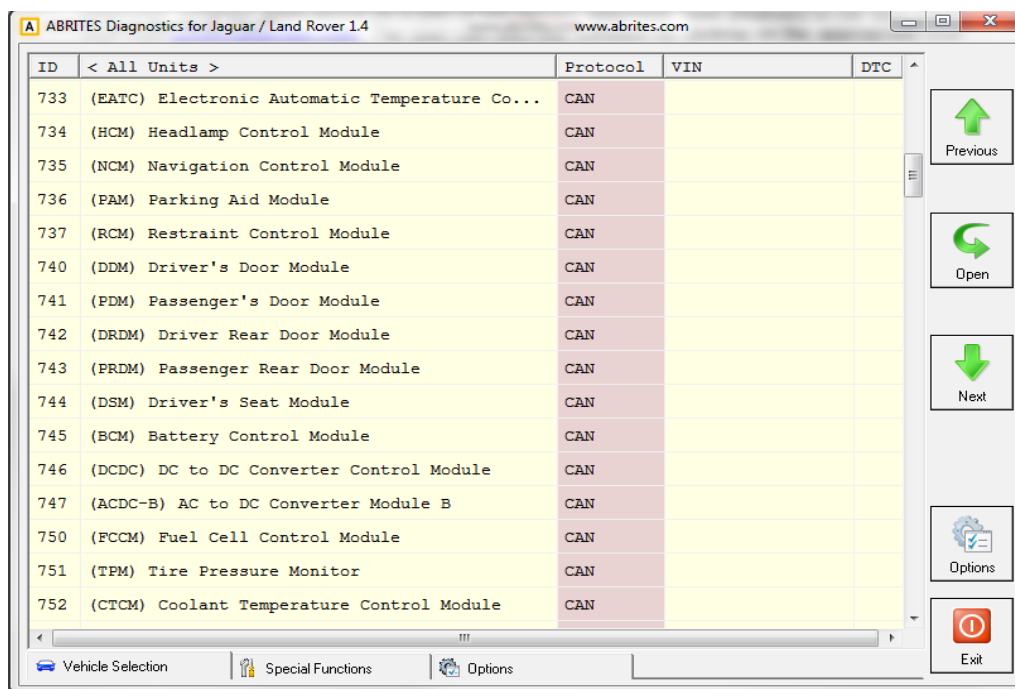 A ABRITES Diagnostics for Jaguar / Land Rover 1.4 www.abrites.com
ID < All Units > Protocol VIN DTC
733 (EATC) Electronic Automatic Temperature Co... CAN
734 (HCM) Headlamp Control Module CAN
735 (NCM) Navigation Control Module CAN
736 (PAM) Parking Aid Module CAN
737 (RCM) Restraint Control Module CAN
740 (DDM) Driver's Door Module CAN
741 (PDM) Passenger's Door Module CAN
742 (DRDM) Driver Rear Door Module CAN
743 (PRDM) Passenger Rear Door Module CAN
744 (DSM) Driver's Seat Module CAN
745 (BCM) Battery Control Module CAN
746 (DCDC) DC to DC Converter Control Module CAN
747 (ACDC-B) AC to DC Converter Module B CAN
750 (FCCM) Fuel Cell Control Module CAN
751 (TPM) Tire Pressure Monitor CAN
752 (CTCM) Coolant Temperature Control Module CAN
Previous
Open
Next
Options
Exit
Vehicle Selection Special Functions Options